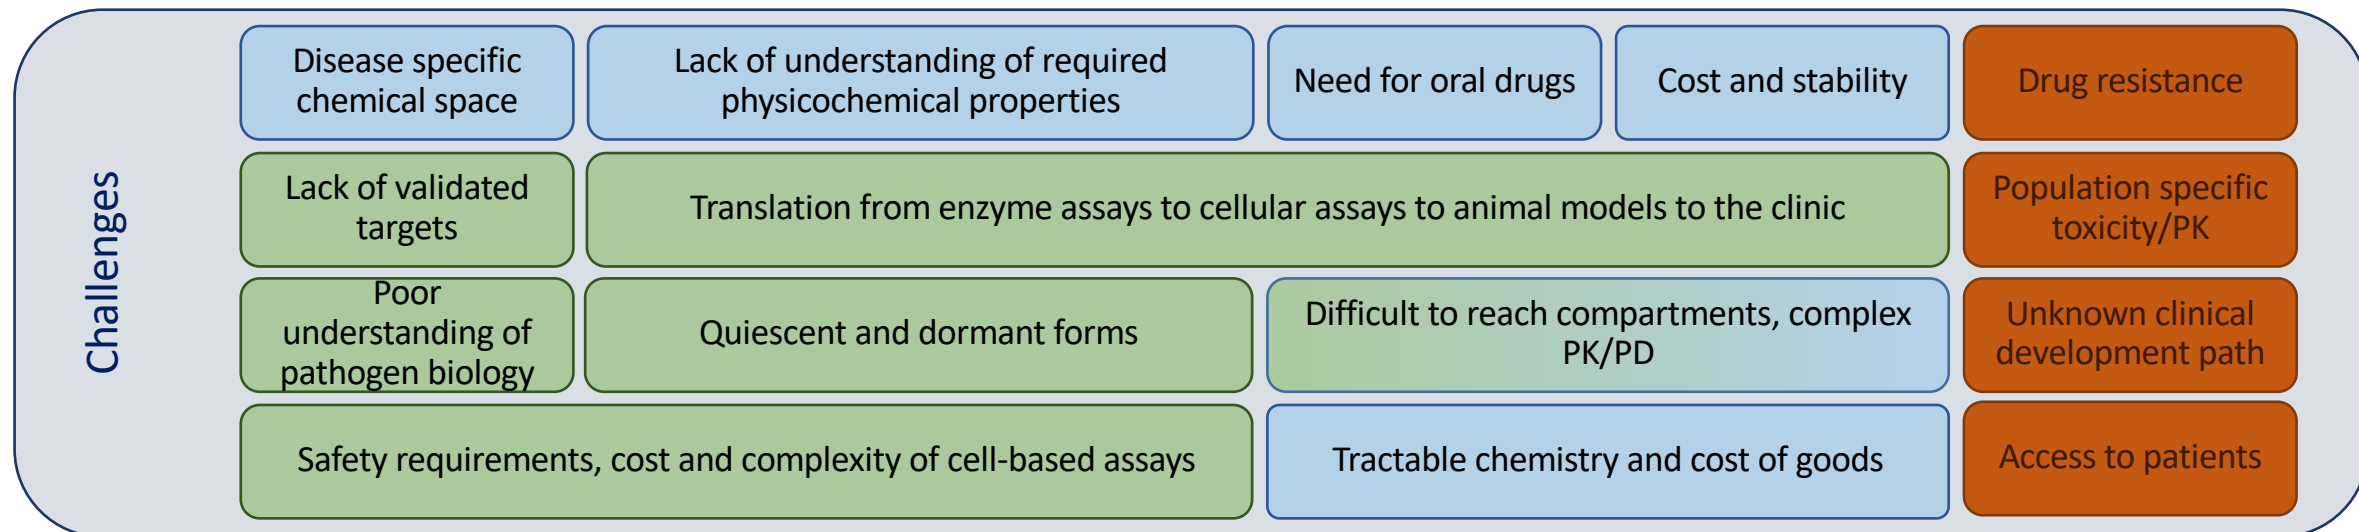 Challenges
Disease specific
chemical space
Lack of understanding of required
physicochemical properties
Need for oral drugs
Cost and stability
Drug resistance
Lack of validated
targets
Translation from enzyme assays to cellular assays to animal models to the clinic
Population specific
toxicity/PK
Poor
understanding of
pathogen biology
Quiescent and dormant forms
Difficult to reach compartments, complex
PK/PD
Unknown clinical
development path
Safety requirements, cost and complexity of cell-based assays
Tractable chemistry and cost of goods
Access to patients